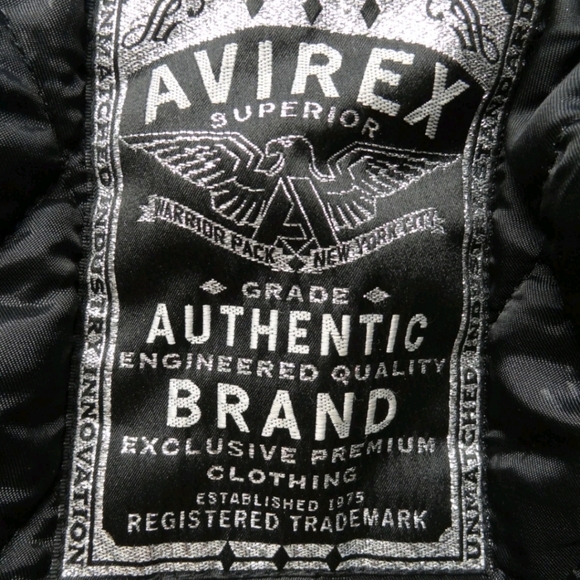 AVIREX
SUPERIOR
WARRIOR PACK NEW YORK CITY
GRADE
AUTHENTIC
ENGINEERED QUALITY
BRAND
EXCLUSIVE PREMIUM
CLOTHING
ESTABLISHED 1975
REGISTERED TRADEMARK
UNMATCHED INDUSTRY INNOVATION
UNMATCHED INDUSTRY STANDARD